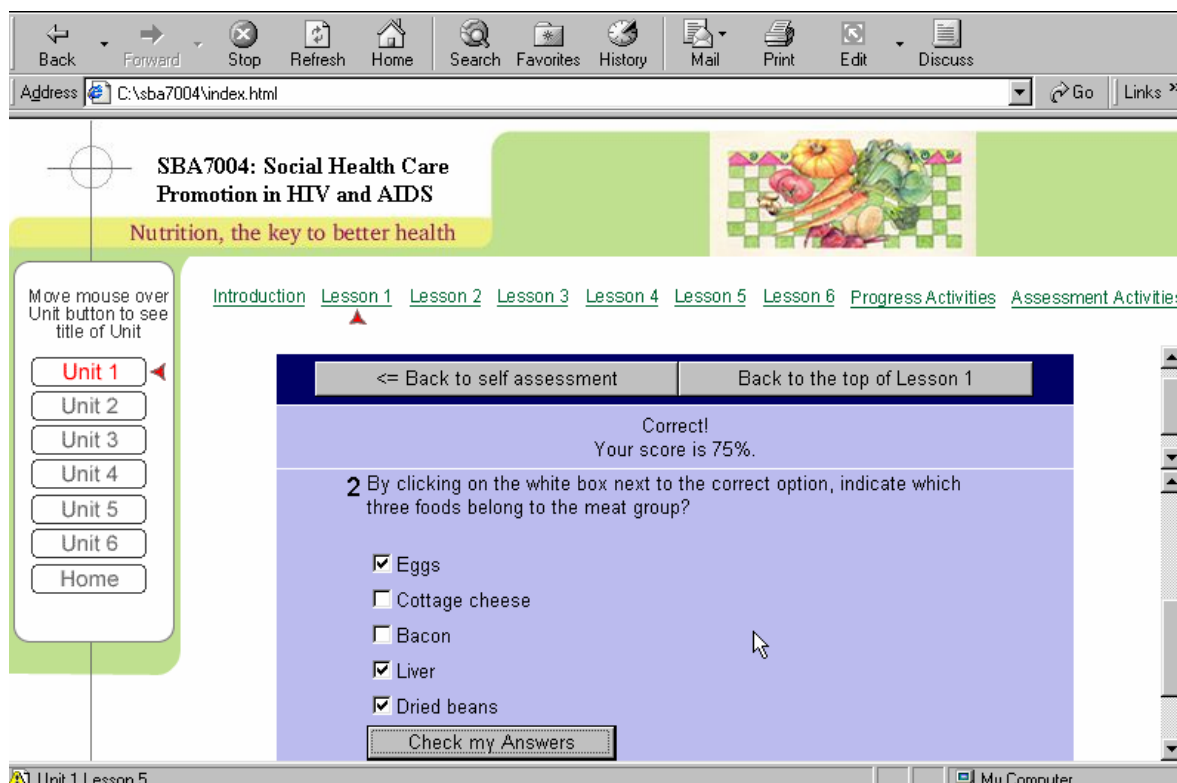 Back Forward Stop Refresh Home Search Favorites History Mail Print Edit Discuss
Address C:\sba7004\index.html Go Links
SBA7004: Social Health Care
Promotion in HIV and AIDS
Nutrition, the key to better health
Move mouse over
Unit button to see
title of Unit
Unit 1
Unit 2
Unit 3
Unit 4
Unit 5
Unit 6
Home
Introduction Lesson 1 Lesson 2 Lesson 3 Lesson 4 Lesson 5 Lesson 6 Progress Activities Assessment Activities
<= Back to self assessment Back to the top of Lesson 1
Correct!
Your score is 75%.
2 By clicking on the white box next to the correct option, indicate which
three foods belong to the meat group?
Eggs
Cottage cheese
Bacon
Liver
Dried beans
Check my Answers
Unit 1 Lesson 5 My Computer